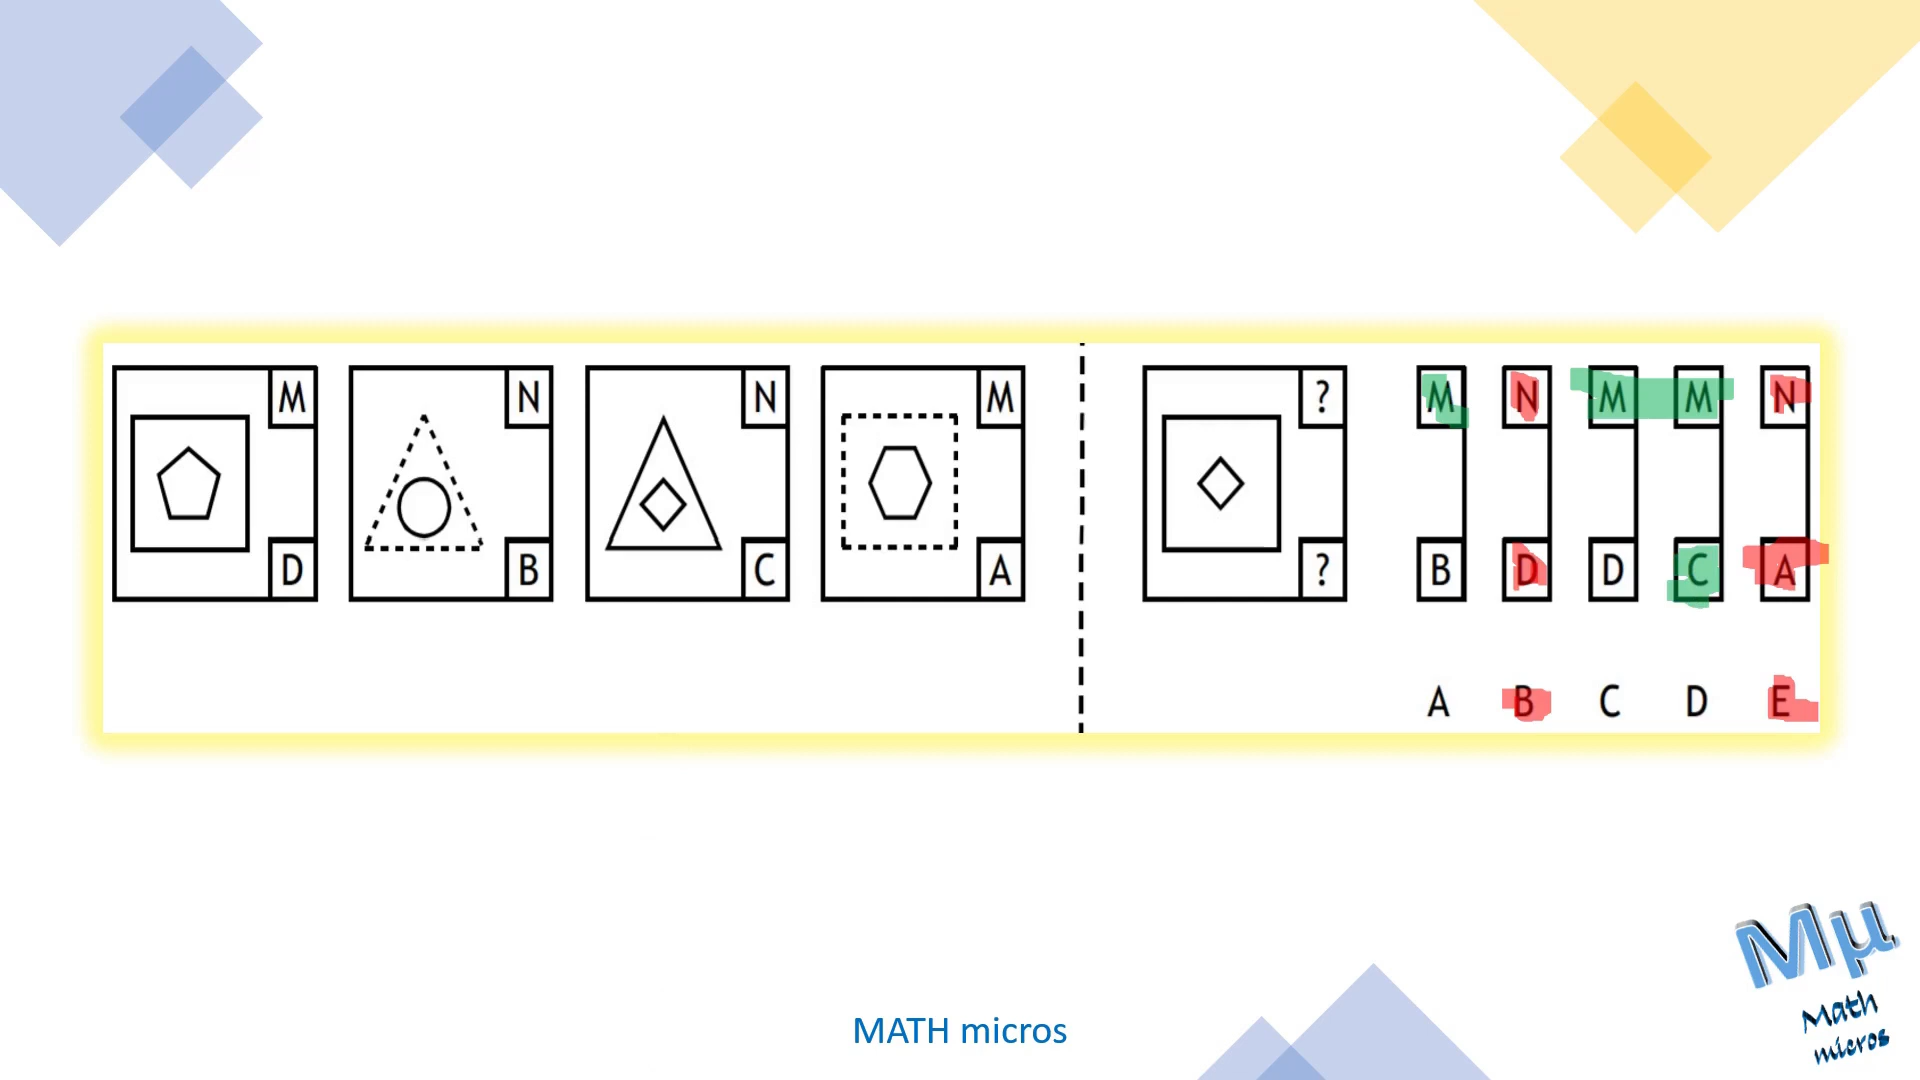 M N N M ? M N M M N
D B C A ? B D D C A
A B C D E
Mμ
Math
micros
MATH micros